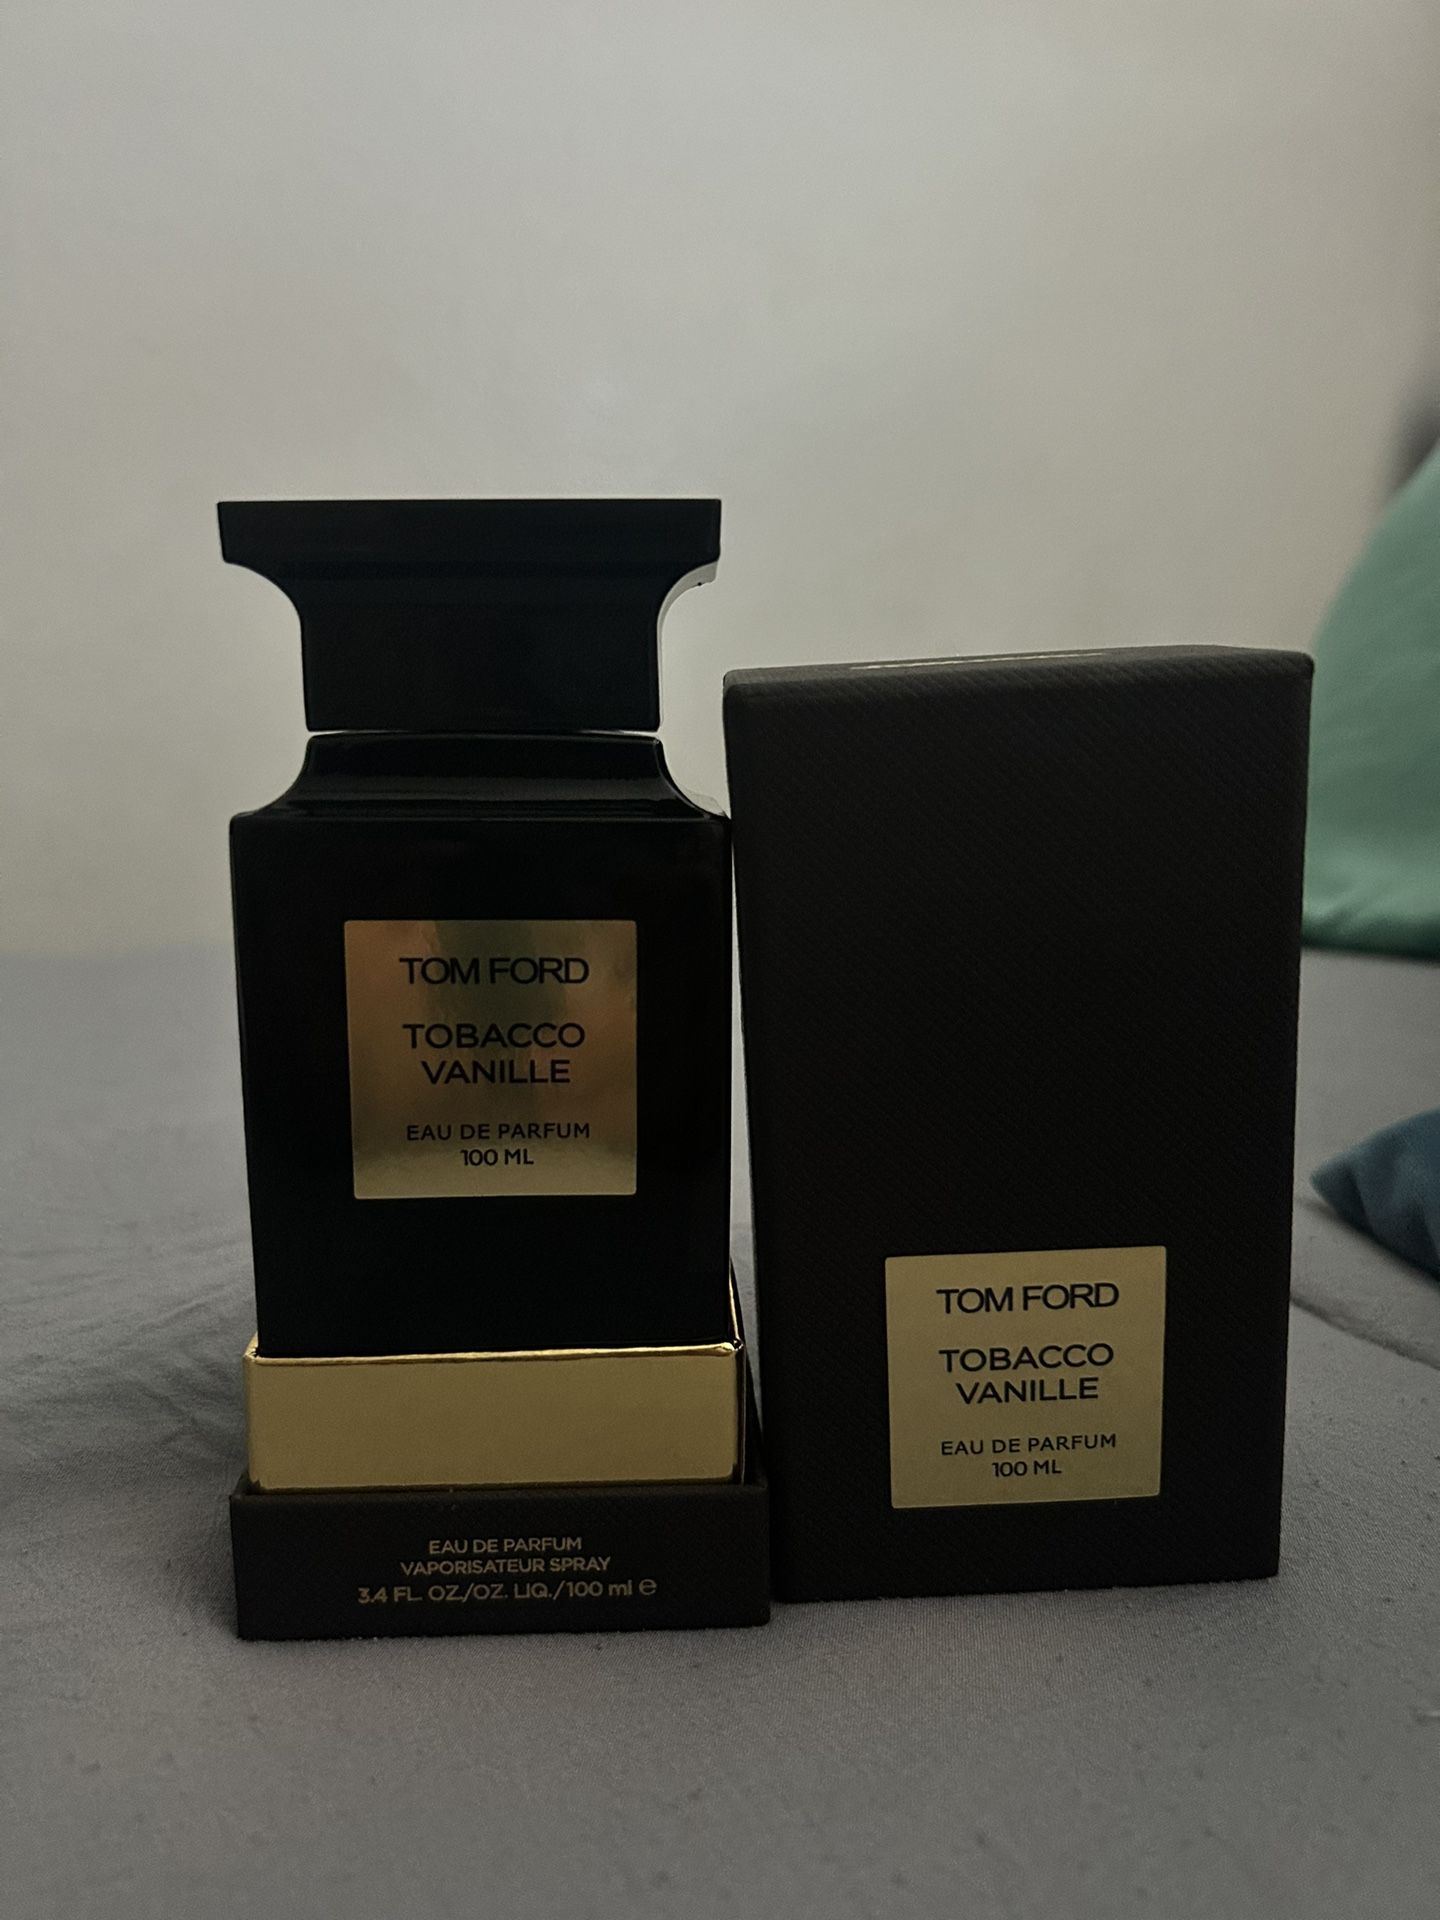 TOM FORD
TOBACCO
VANILLE
EAU DE PARFUM
100 ML
EAU DE PARFUM
VAPORISATEUR SPRAY
3.4 FL. OZ./OZ. LIQ./100 ml ℮
TOM FORD
TOBACCO
VANILLE
EAU DE PARFUM
100 ML